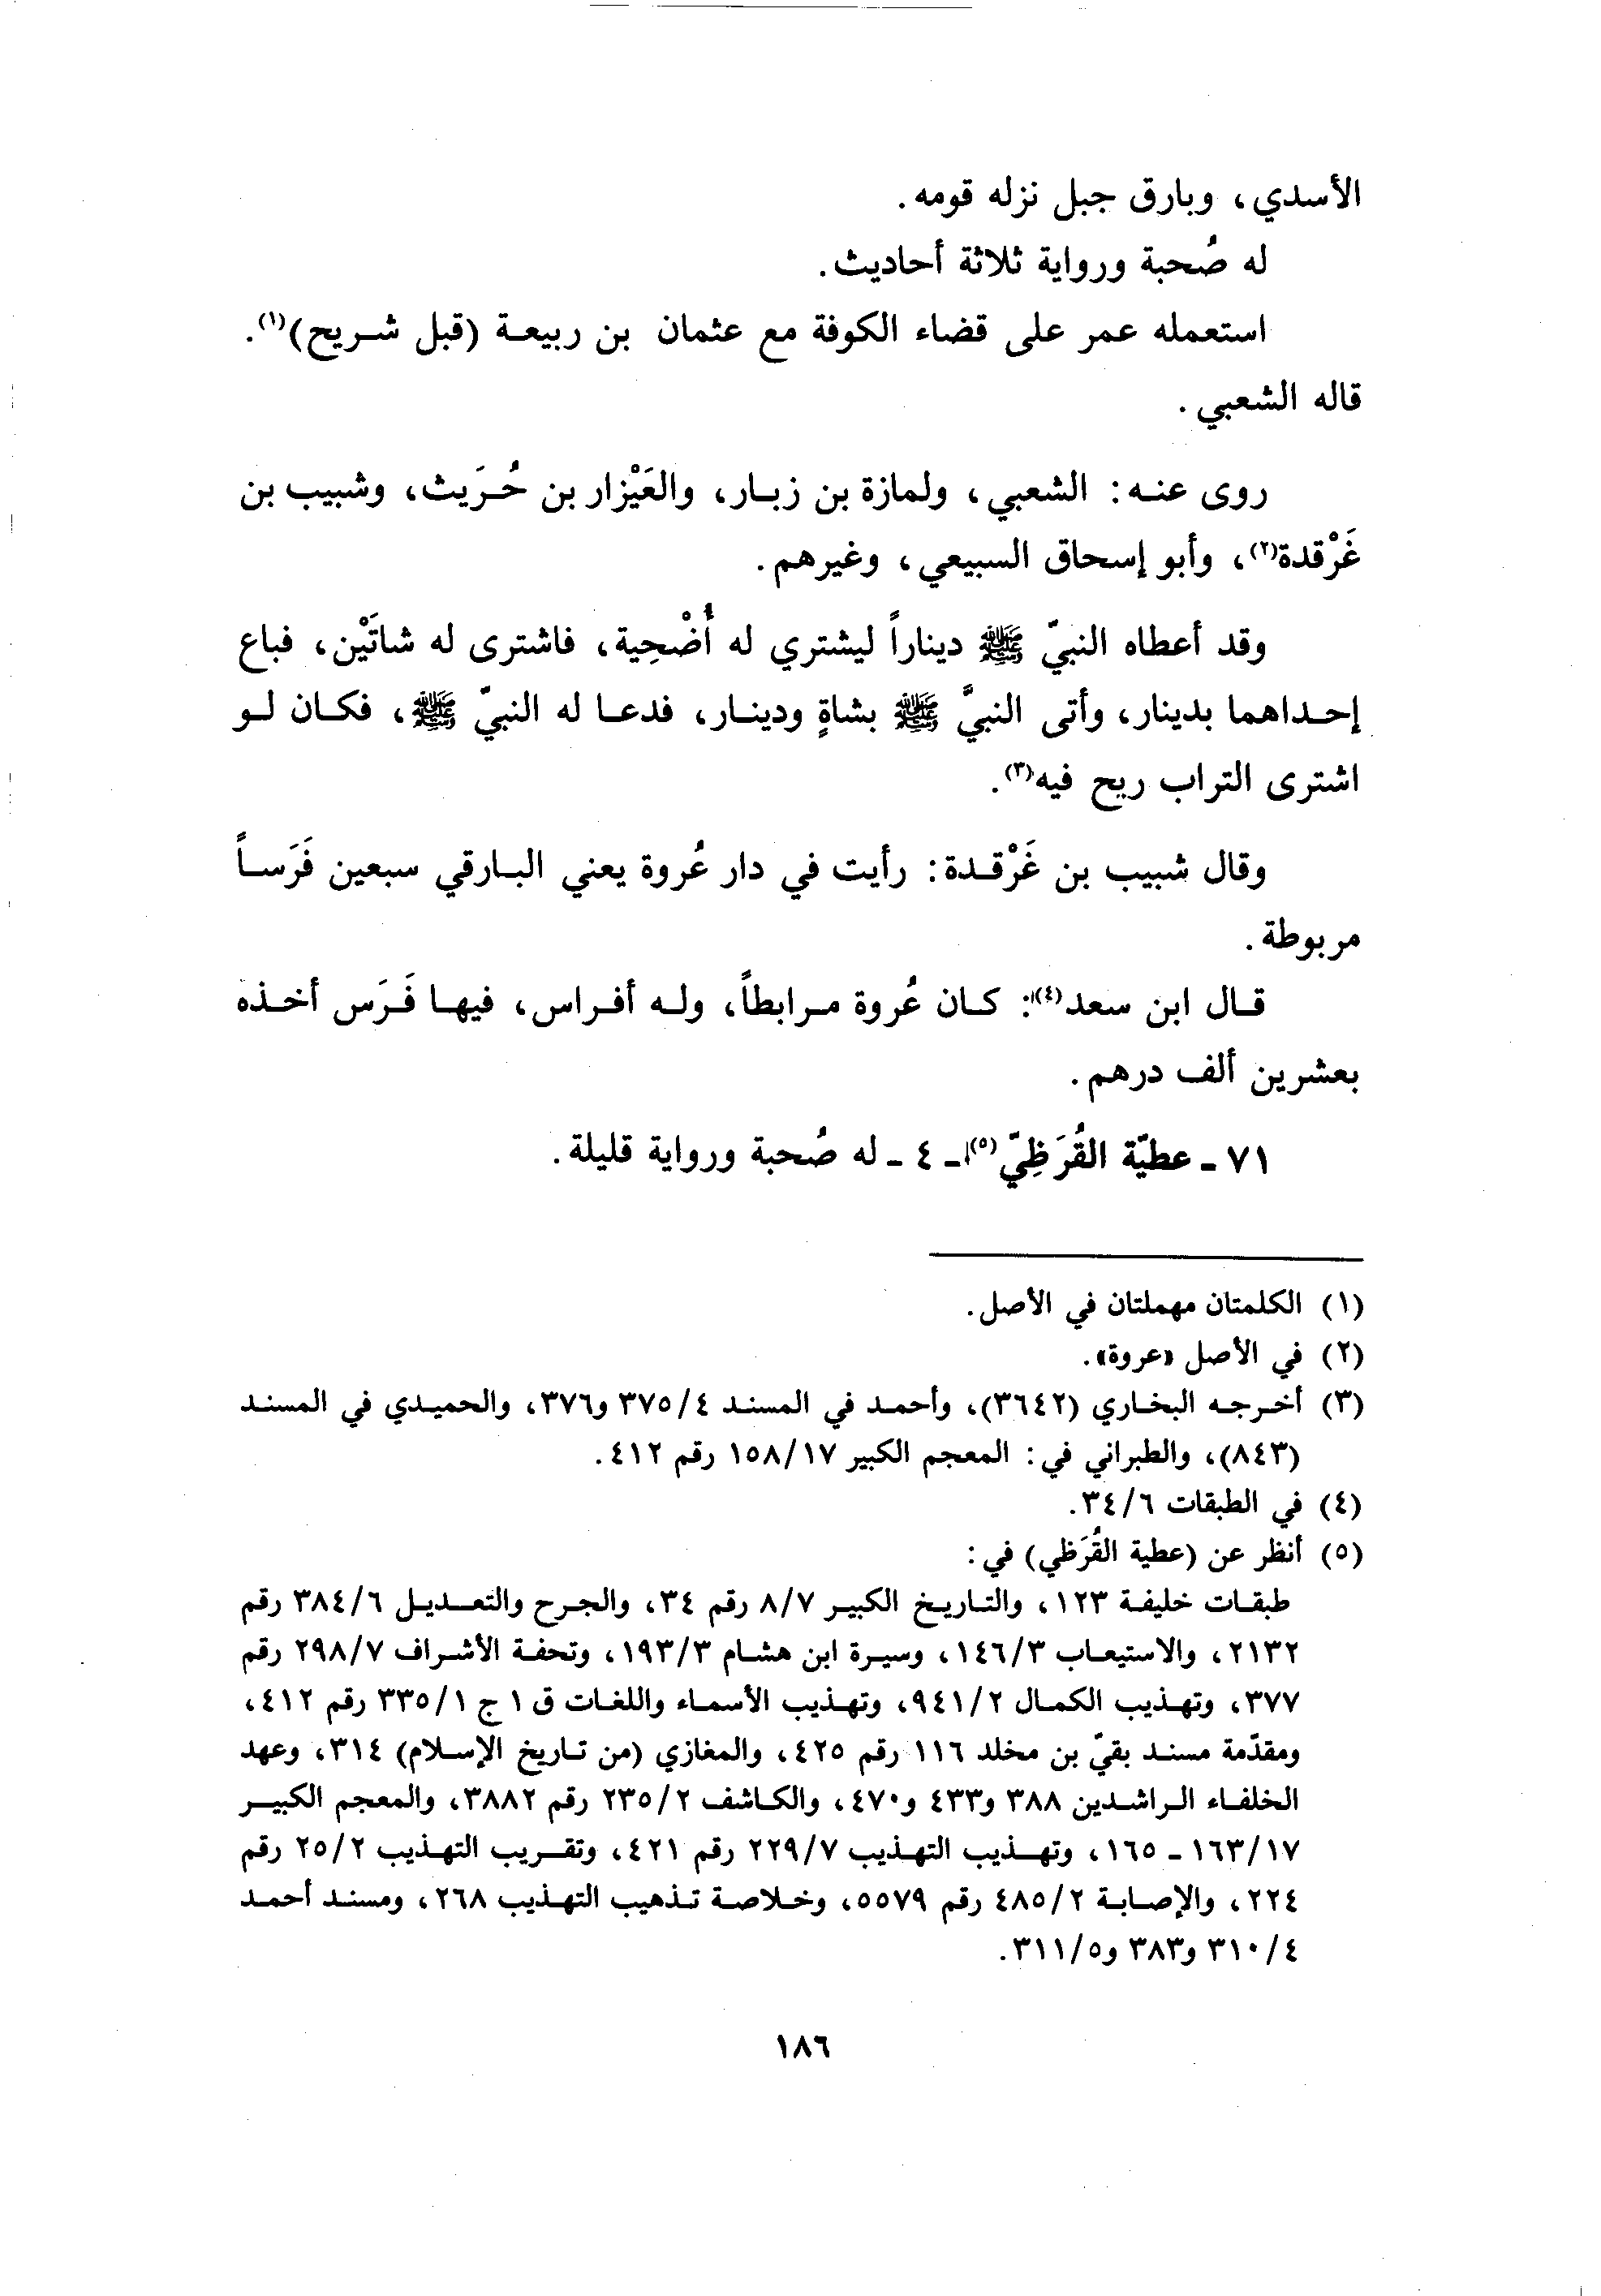 الأسدي، وبارق جبل نزله قومه.
له صُحبة ورواية ثلاثة أحاديث.
استعمله عمر على قضاء الكوفة مع عثمان بن ربيعة (قبل شريح)(١).
قاله الشعبي.
روى عنه: الشعبي، ولمازة بن زبار، والعَيْزار بن حُرَيث، وشبيب بن
غَرْقدة(٢)، وأبو إسحاق السبيعي، وغيرهم.
وقد أعطاه النبيّ ﷺ ديناراً ليشتري له أُضْحِية، فاشترى له شاتَيْن، فباع
إحداهما بدينار، وأتى النبيَّ ﷺ بشاةٍ ودينار، فدعا له النبيّ ﷺ، فكان لو
اشترى التراب ربح فيه(٣).
وقال شبيب بن غَرْقدة: رأيت في دار عُروة يعني البارقي سبعين فَرَساً
مربوطة.
قال ابن سعد(٤): كان عُروة مرابطاً، وله أفراس، فيها فَرَس أخذه
بعشرين ألف درهم.
٧١ - عطيّة القُرَظِيّ(٥) - ٤ - له صُحبة ورواية قليلة.
(١) الكلمتان مهملتان في الأصل.
(٢) في الأصل «عروة».
(٣) أخرجه البخاري (٣٦٤٢)، وأحمد في المسند ٣٧٥/٤ و٣٧٦، والحميدي في المسند
(٨٤٣)، والطبراني في: المعجم الكبير ١٥٨/١٧ رقم ٤١٢.
(٤) في الطبقات ٣٤/٦.
(٥) أنظر عن (عطية القُرَظي) في:
طبقات خليفة ١٢٣، والتاريخ الكبير ٨/٧ رقم ٣٤، والجرح والتعديل ٣٨٤/٦ رقم
٢١٣٢، والاستيعاب ١٤٦/٣، وسيرة ابن هشام ١٩٣/٣، وتحفة الأشراف ٢٩٨/٧ رقم
٣٧٧، وتهذيب الكمال ٩٤١/٢، وتهذيب الأسماء واللغات ق ١ ج ٣٣٥/١ رقم ٤١٢،
ومقدّمة مسند بقيّ بن مخلد ١١٦ رقم ٤٢٥، والمغازي (من تاريخ الإسلام) ٣١٤، وعهد
الخلفاء الراشدين ٣٨٨ و٤٣٣ و٤٧٠، والكاشف ٢٣٥/٢ رقم ٣٨٨٢، والمعجم الكبير
١٦٣/١٧ - ١٦٥، وتهذيب التهذيب ٢٢٩/٧ رقم ٤٢١، وتقريب التهذيب ٢٥/٢ رقم
٢٢٤، والإصابة ٤٨٥/٢ رقم ٥٥٧٩، وخلاصة تذهيب التهذيب ٢٦٨، ومسند أحمد
٣١٠/٤ و٣٨٣ و٣١١/٥.
١٨٦